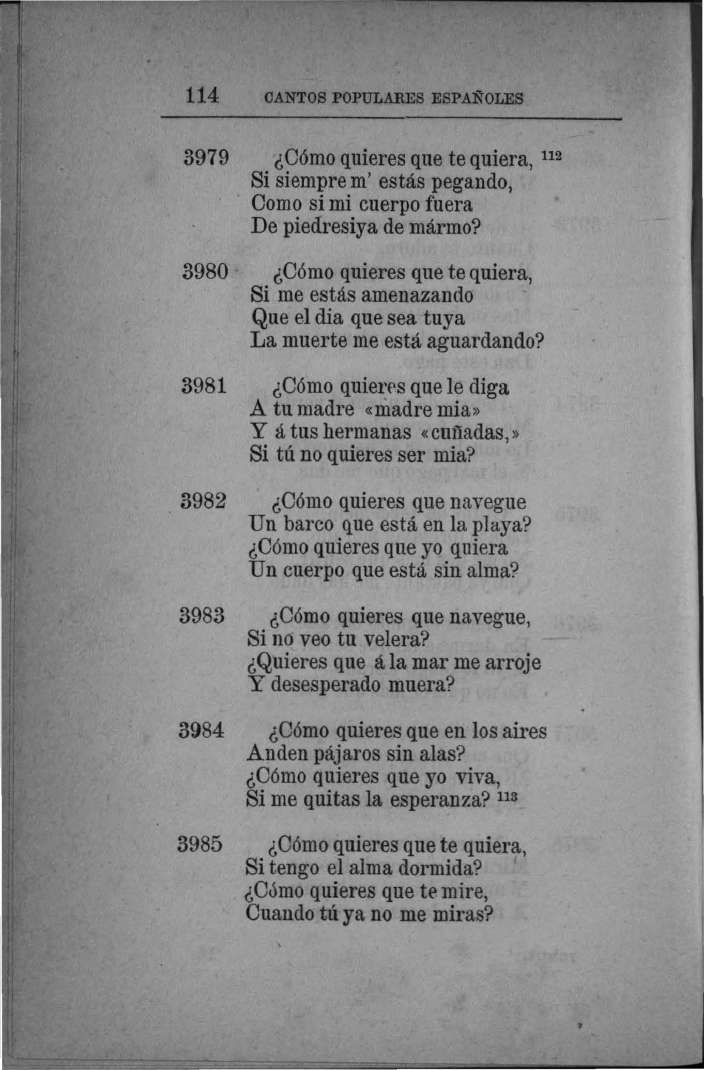 114 CANTOS POPULARES ESPAÑOLES
3979 ¿Cómo quieres que te quiera, 112
Si siempre m' estás pegando,
Como si mi cuerpo fuera
De piedresiya de mármo?
3980 ¿Cómo quieres que te quiera,
Si me estás amenazando
Que el dia que sea tuya
La muerte me está aguardando?
3981 ¿Cómo quieres que le diga
A tu madre «madre mia»
Y á tus hermanas «cuñadas,»
Si tú no quieres ser mia?
3982 ¿Cómo quieres que navegue
Un barco que está en la playa?
¿Cómo quieres que yo quiera
Un cuerpo que está sin alma?
3983 ¿Cómo quieres que navegue,
Si no veo tu velera?
¿Quieres que á la mar me arroje
Y desesperado muera?
3984 ¿Cómo quieres que en los aires
Anden pájaros sin alas?
¿Cómo quieres que yo viva,
Si me quitas la esperanza? 113
3985 ¿Cómo quieres que te quiera,
Si tengo el alma dormida?
¿Cómo quieres que te mire,
Cuando tú ya no me miras?